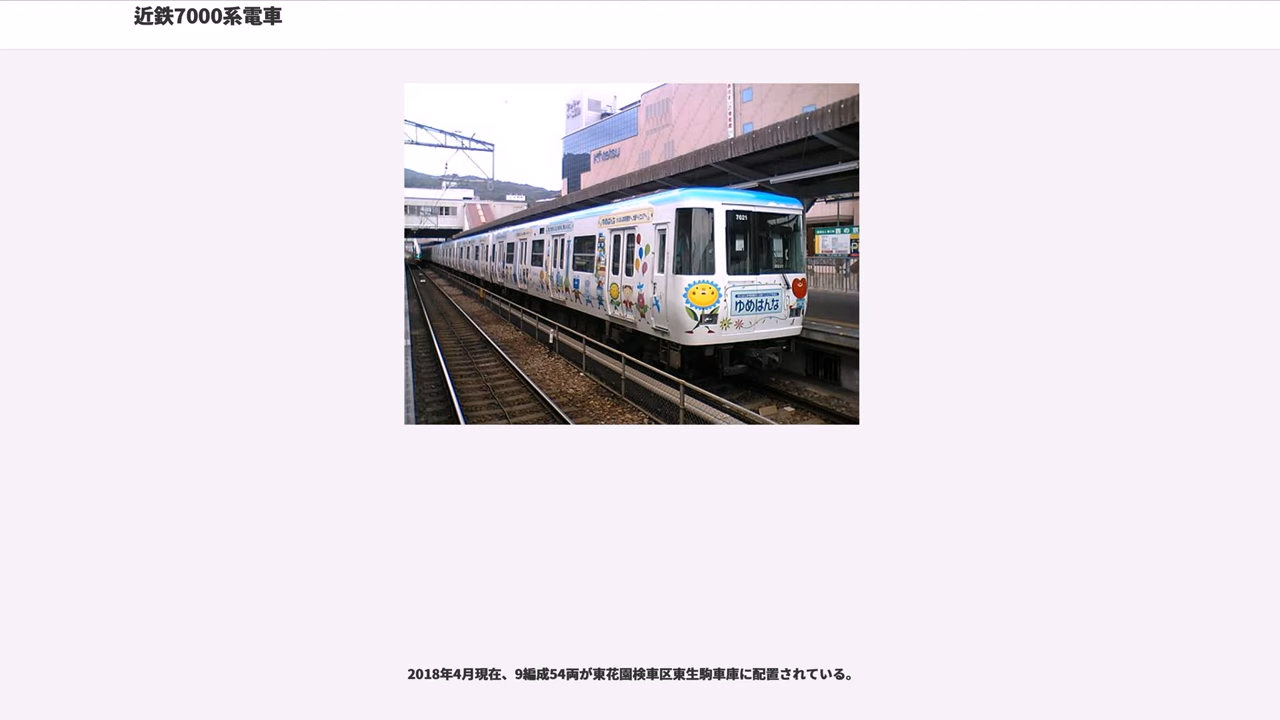 近鉄7000系電車
7621
ゆめはんな
2018年4月現在、9編成54両が東花園検車区東生駒車庫に配置されている。